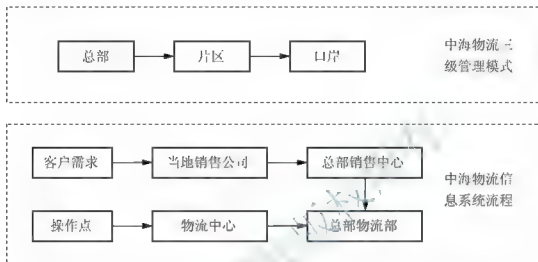 总部
片区
口岸
中海物流三
级管理模式
客户需求
当地销售公司
总部销售中心
中海物流信
息系统流程
操作点
物流中心
总部物流部